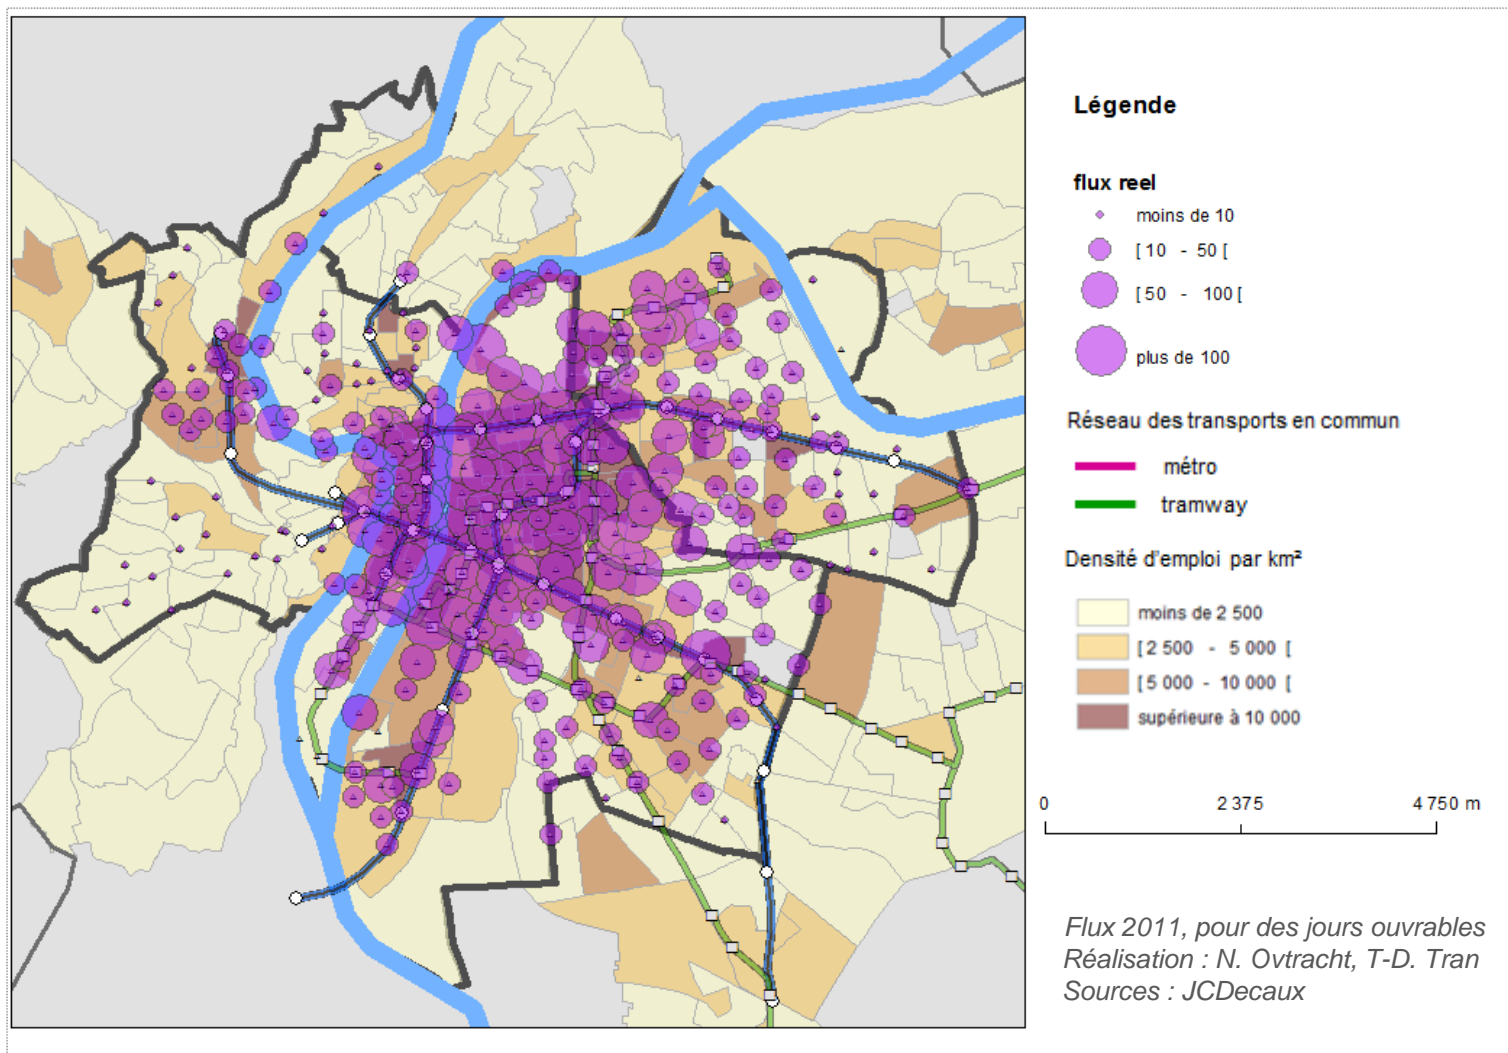 Légende
flux reel
moins de 10
[ 10 - 50 [
[ 50 - 100 [
plus de 100
Réseau des transports en commun
métro
tramway
Densité d'emploi par km²
moins de 2 500
[ 2 500 - 5 000 [
[ 5 000 - 10 000 [
supérieure à 10 000
0 2 375 4 750 m
Flux 2011, pour des jours ouvrables
Réalisation : N. Ovtracht, T-D. Tran
Sources : JCDecaux